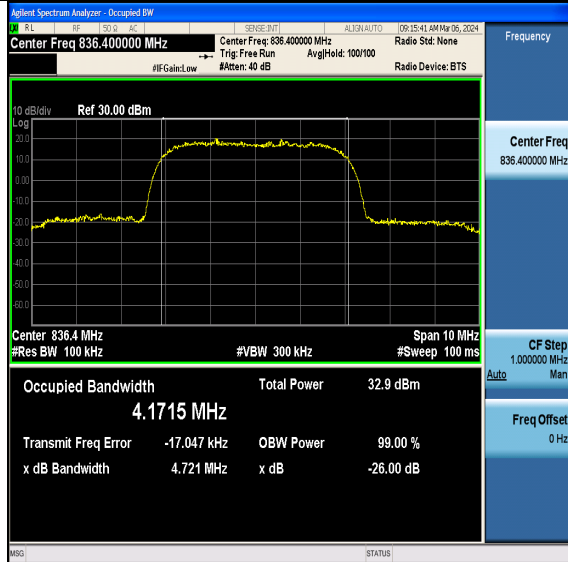 Agilent Spectrum Analyzer - Occupied BW
LXI RL RF 50 Ω AC SENSE:INT ALIGN AUTO 09:15:41 AM Mar 06, 2024
Center Freq 836.400000 MHz
Center Freq: 836.400000 MHz Radio Std: None
Trig: Free Run Avg|Hold: 100/100
#IFGain:Low #Atten: 40 dB Radio Device: BTS
10 dB/div Ref 30.00 dBm
Log
20.0
10.0
0.00
-10.0
-20.0
-30.0
-40.0
-50.0
-60.0
Center 836.4 MHz Span 10 MHz
#Res BW 100 kHz #VBW 300 kHz #Sweep 100 ms
Occupied Bandwidth Total Power 32.9 dBm
4.1715 MHz
Transmit Freq Error -17.047 kHz OBW Power 99.00 %
x dB Bandwidth 4.721 MHz x dB -26.00 dB
MSG STATUS
Frequency
Center Freq
836.400000 MHz
CF Step
1.000000 MHz
Auto Man
Freq Offset
0 Hz